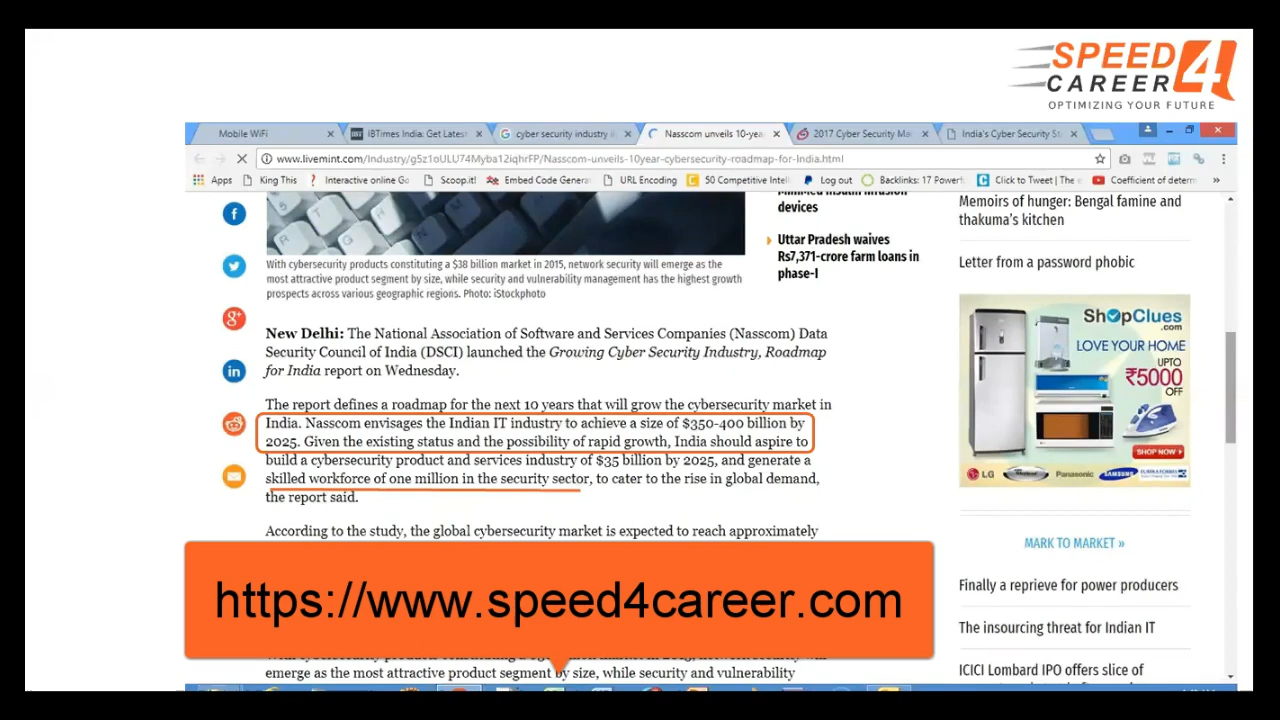 SPEED
CAREER
4
OPTIMIZING YOUR FUTURE
Mobile WiFi
IBTimes India: Get Latest
cyber security industry i
Nasscom unveils 10-year
2017 Cyber Security Ma
India's Cyber Security St
www.livemint.com/Industry/g5z1oULU74Myba12iqhrFP/Nasscom-unveils-10year-cybersecurity-roadmap-for-India.html
Apps
King This
Interactive online Go
Scoop.it!
Embed Code Genera
URL Encoding
50 Competitive Intell
Log out
Backlinks: 17 Powerf
Click to Tweet | The e
Coefficient of determ
»
With cybersecurity products constituting a $38 billion market in 2015, network security will emerge as the
most attractive product segment by size, while security and vulnerability management has the highest growth
prospects across various geographic regions. Photo: iStockphoto
New Delhi: The National Association of Software and Services Companies (Nasscom) Data
Security Council of India (DSCI) launched the Growing Cyber Security Industry, Roadmap
for India report on Wednesday.
The report defines a roadmap for the next 10 years that will grow the cybersecurity market in
India. Nasscom envisages the Indian IT industry to achieve a size of $350-400 billion by
2025. Given the existing status and the possibility of rapid growth, India should aspire to
build a cybersecurity product and services industry of $35 billion by 2025, and generate a
skilled workforce of one million in the security sector, to cater to the rise in global demand,
the report said.
According to the study, the global cybersecurity market is expected to reach approximately
https://www.speed4career.com
emerge as the most attractive product segment by size, while security and vulnerability
devices
Uttar Pradesh waives
Rs7,371-crore farm loans in
phase-I
Memoirs of hunger: Bengal famine and
thakuma's kitchen
Letter from a password phobic
ShopClues
.com
LOVE YOUR HOME
UPTO
₹5000
OFF
SHOP NOW
LG
Panasonic
SAMSUNG
MARK TO MARKET »
Finally a reprieve for power producers
The insourcing threat for Indian IT
ICICI Lombard IPO offers slice of